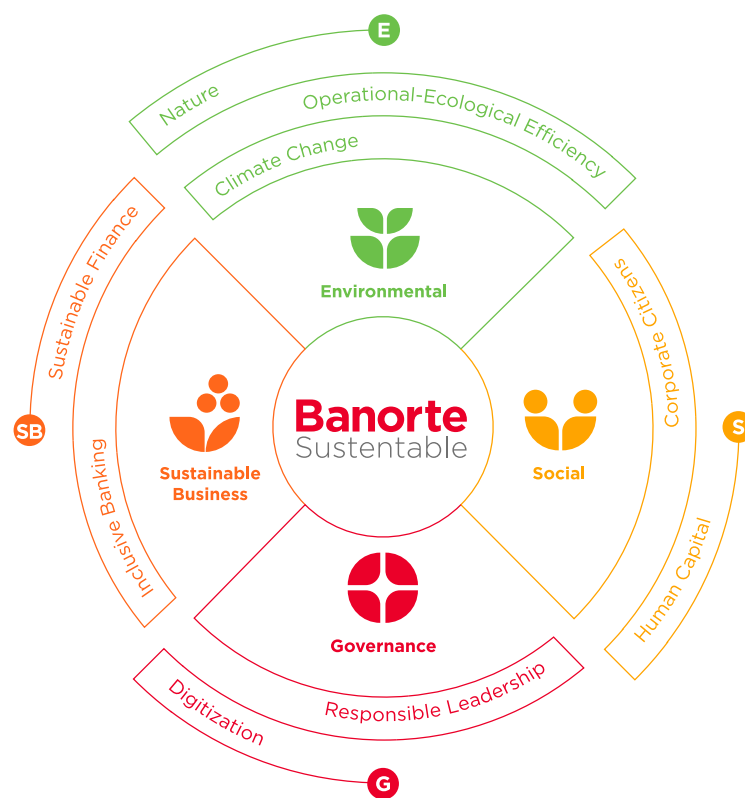 E
Nature
Operational-Ecological Efficiency
Climate Change
Environmental
Sustainable Finance
Corporate Citizens
Banorte
Sustentable
SB
S
Sustainable
Business
Social
Inclusive Banking
Human Capital
Governance
Responsible Leadership
Digitization
G